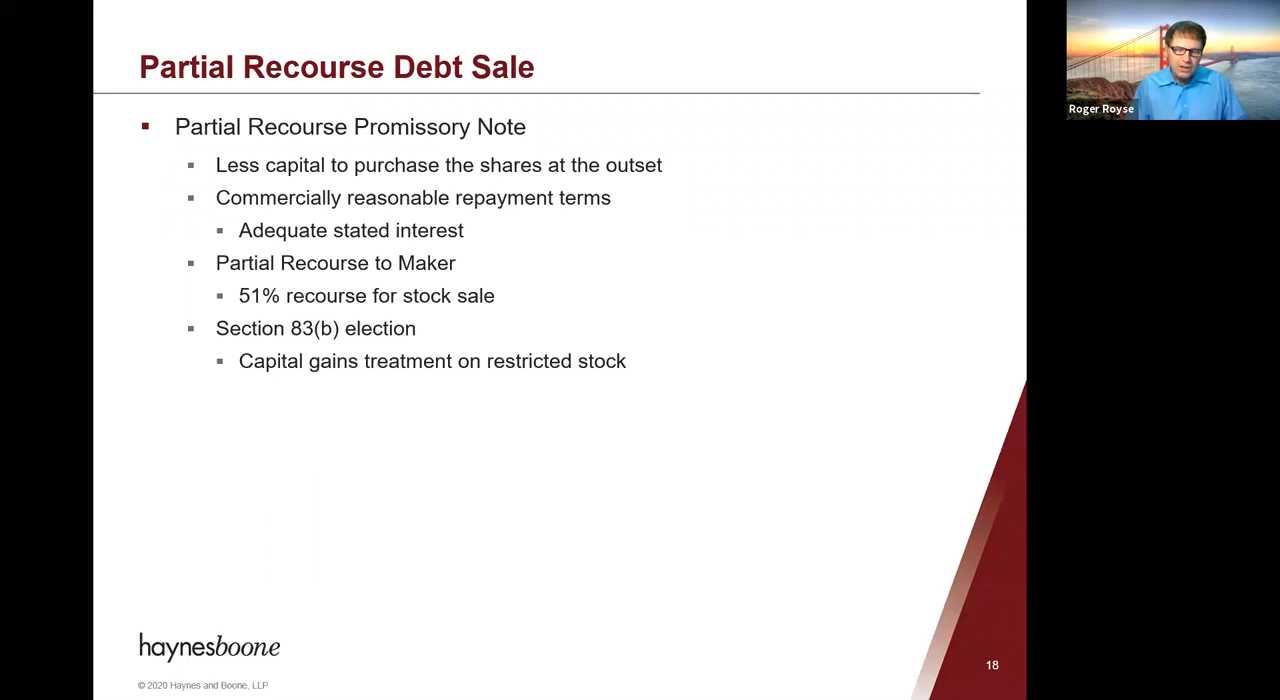 Partial Recourse Debt Sale
Partial Recourse Promissory Note
Less capital to purchase the shares at the outset
Commercially reasonable repayment terms
Adequate stated interest
Partial Recourse to Maker
51% recourse for stock sale
Section 83(b) election
Capital gains treatment on restricted stock
haynesboone
© 2020 Haynes and Boone, LLP
18
Roger Royse